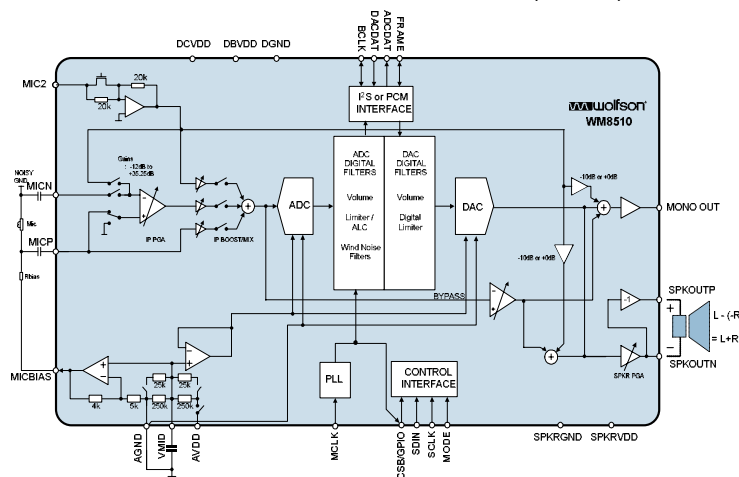 DCVDD
DBVDD
DGND
BCLK
DACDAT
ADCDAT
FRAME
MIC2
20k
20k
I²S or PCM
INTERFACE
wolfson
WM8510
NOISY
GND
MICN
Mic
MICP
Rbias
Gains
: -12dB to
+35.25dB
IP PGA
IP BOOST/MIX
ADC
ADC
DIGITAL
FILTERS
Volume
Limiter /
ALC
Wind Noise
Filters
DAC
DIGITAL
FILTERS
Volume
Digital
Limiter
DAC
-10dB or +0dB
-10dB or +0dB
MONO OUT
BYPASS
-1
SPKOUTP
L - (-R
= L+R
SPKOUTN
SPKR PGA
MICBIAS
4k
5k
25k
25k
250k
250k
PLL
CONTROL
INTERFACE
AGND
VMID
AVDD
MCLK
CSB/GPIO
SDIN
SCLK
MODE
SPKRGND
SPKRVDD